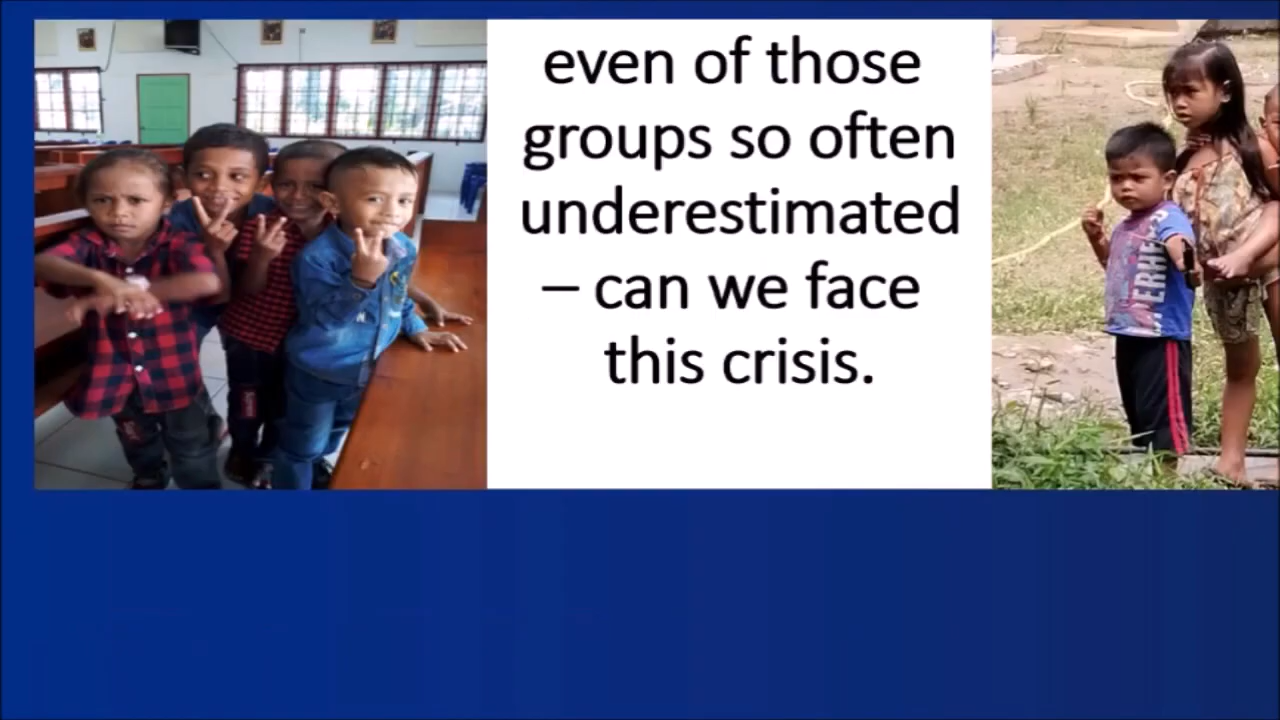 even of those
groups so often
underestimated
– can we face
this crisis.